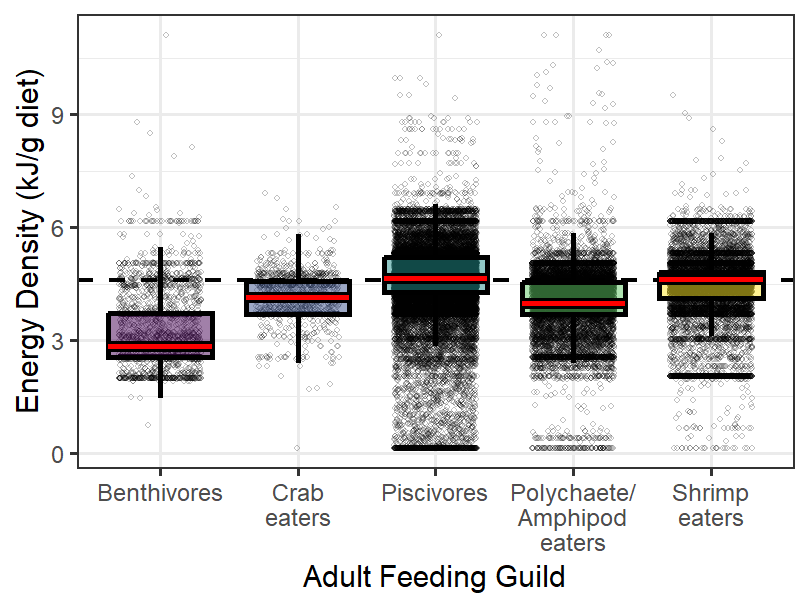 Energy Density (kJ/g diet)
9
6
3
0
Benthivores
Crab
eaters
Piscivores
Polychaete/
Amphipod
eaters
Shrimp
eaters
Adult Feeding Guild